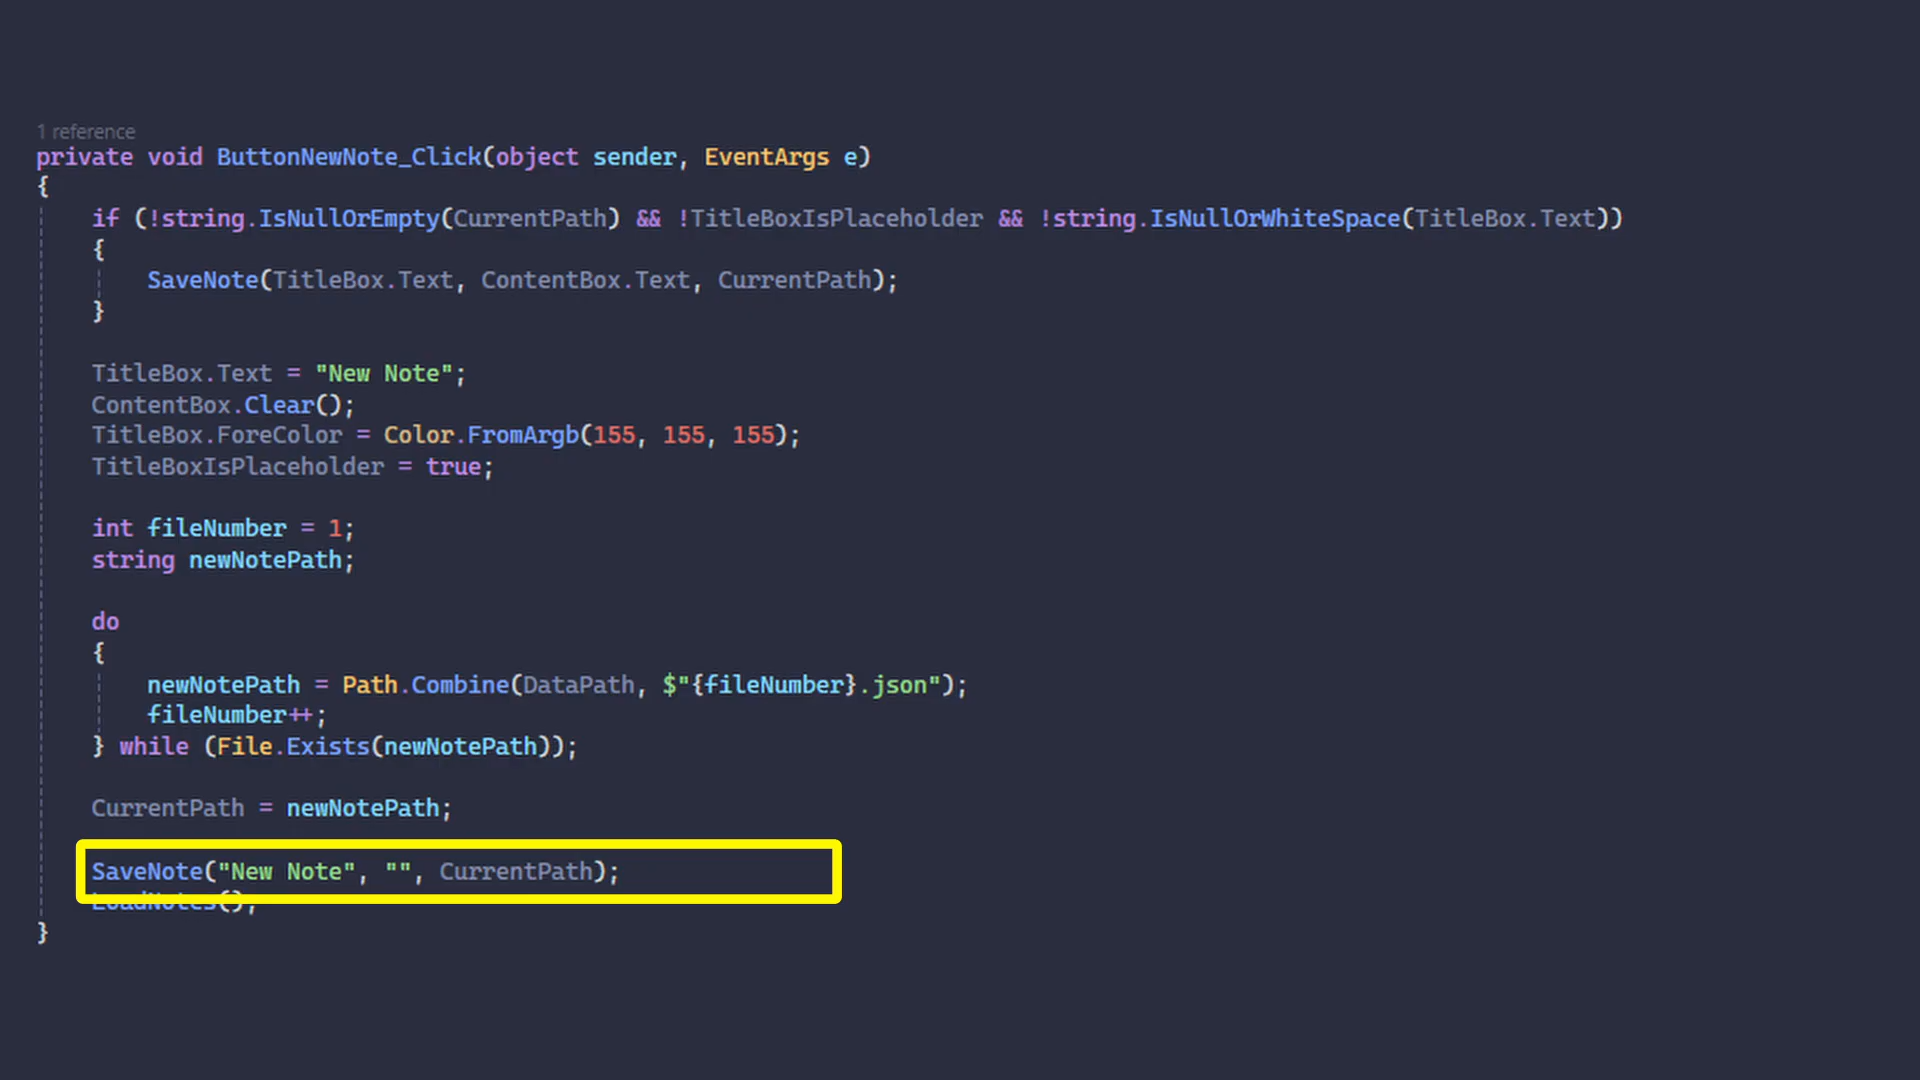 1 reference
private void ButtonNewNote_Click(object sender, EventArgs e)
{
if (!string.IsNullOrEmpty(CurrentPath) && !TitleBoxIsPlaceholder && !string.IsNullOrWhiteSpace(TitleBox.Text))
{
SaveNote(TitleBox.Text, ContentBox.Text, CurrentPath);
}
TitleBox.Text = "New Note";
ContentBox.Clear();
TitleBox.ForeColor = Color.FromArgb(155, 155, 155);
TitleBoxIsPlaceholder = true;
int fileNumber = 1;
string newNotePath;
do
{
newNotePath = Path.Combine(DataPath, $"{fileNumber}.json");
fileNumber++;
} while (File.Exists(newNotePath));
CurrentPath = newNotePath;
SaveNote("New Note", "", CurrentPath);
LoadNotes();
}